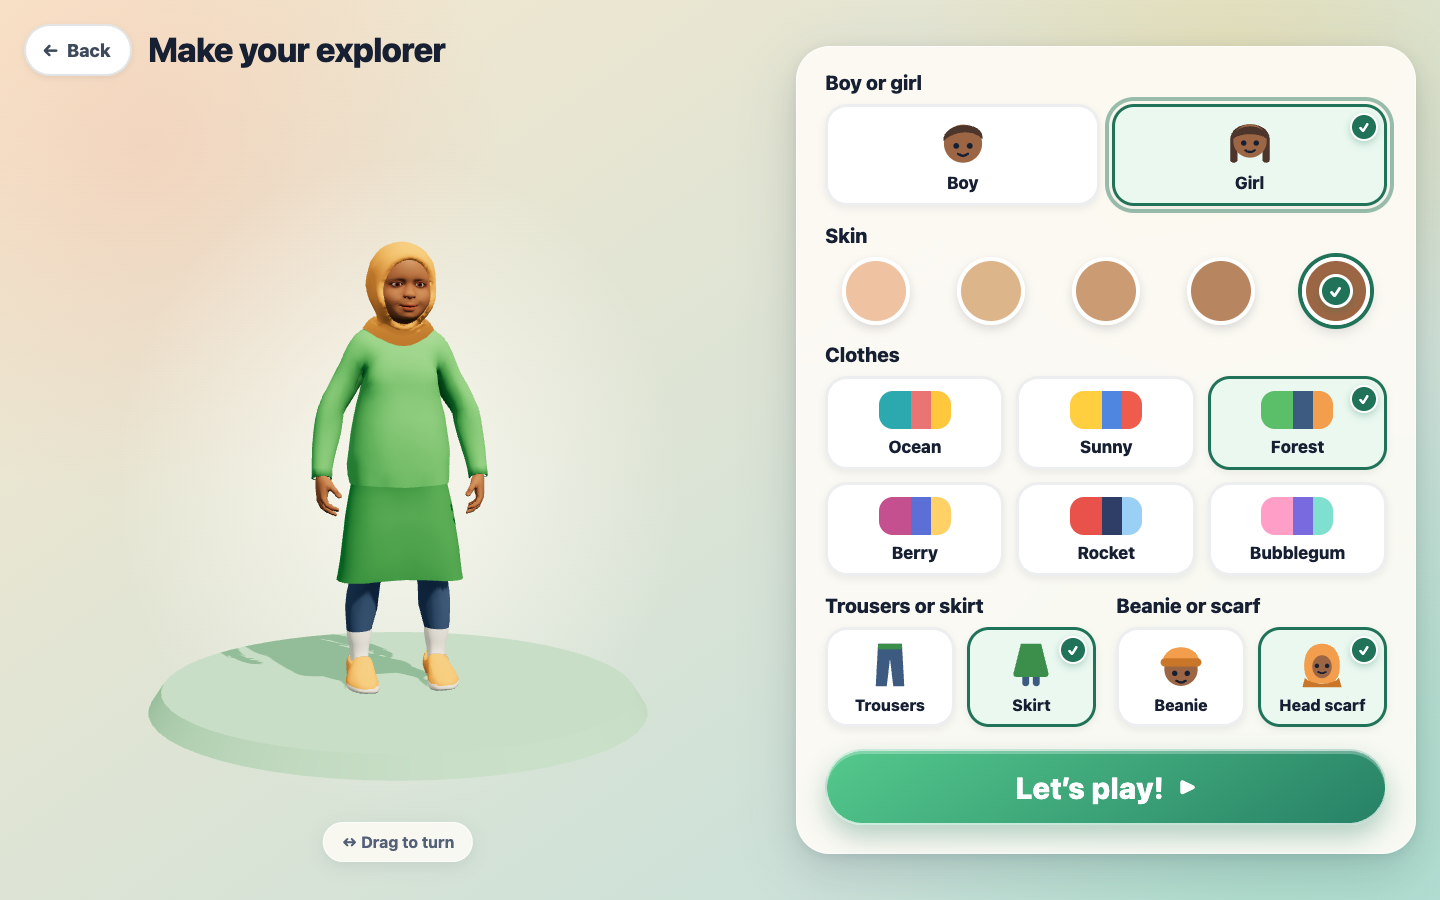 Back
Make your explorer
Boy or girl
Boy
Girl
Skin
Clothes
Ocean
Sunny
Forest
Berry
Rocket
Bubblegum
Trousers or skirt
Beanie or scarf
Trousers
Skirt
Beanie
Head scarf
Let's play!
Drag to turn